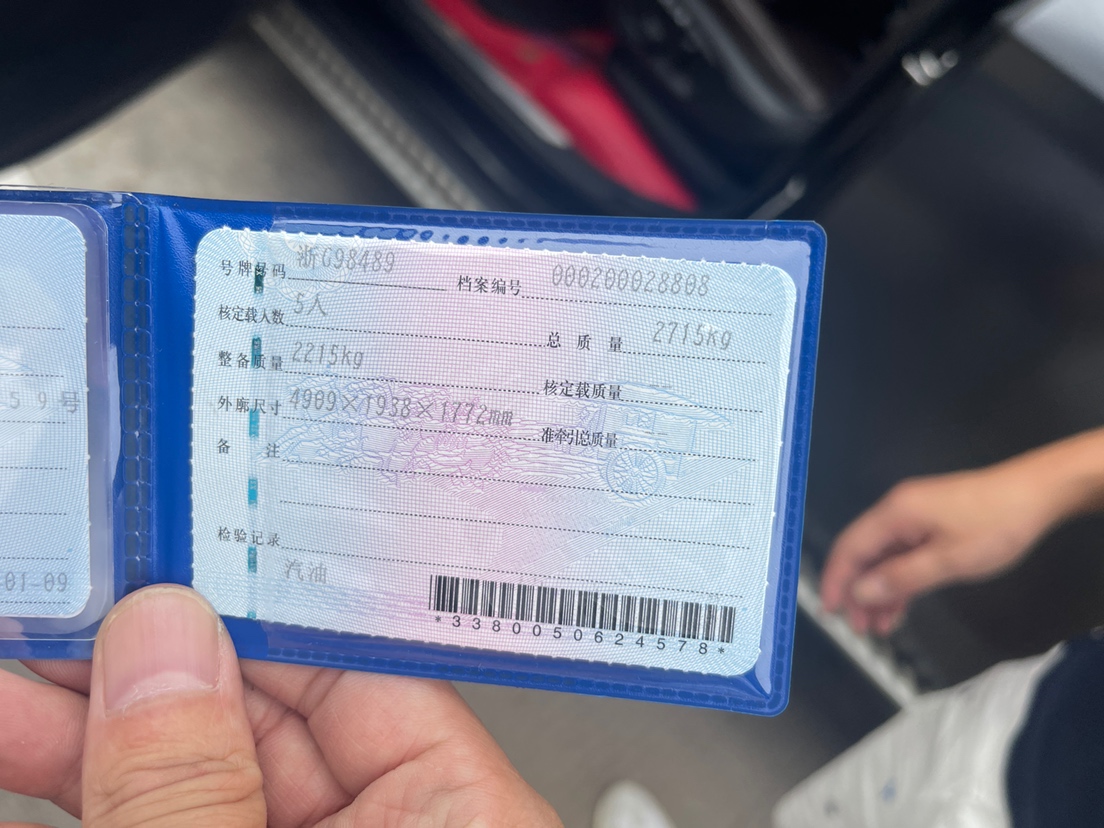 号牌号码 浙G98489 档案编号 000200028808
核定载人数 5人 总质量 2715kg
整备质量 2215kg 核定载质量
外廓尺寸 4909×1938×1772mm 准牵引总质量
备注
检验记录
汽油
*3380050624578*
59号
01-09